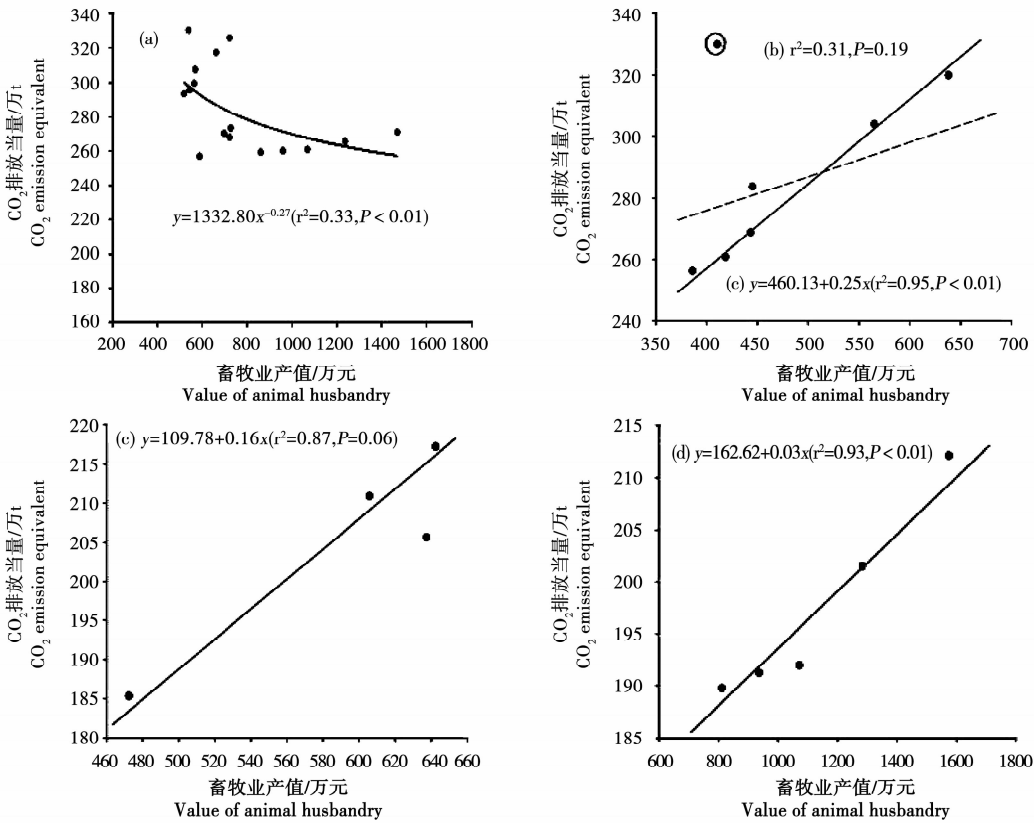 340
320
300
280
260
240
220
200
180
160
CO₂排放当量/万t
CO₂ emission equivalent
(a)
y=1332.80x⁻⁰·²⁷(r²=0.33,P<0.01)
200 400 600 800 1000 1200 1400 1600 1800
畜牧业产值/万元
Value of animal husbandry
340
320
300
280
260
240
CO₂排放当量/万t
CO₂ emission equivalent
(b) r²=0.31,P=0.19
(c) y=460.13+0.25x(r²=0.95,P<0.01)
350 400 450 500 550 600 650 700
畜牧业产值/万元
Value of animal husbandry
220
215
210
205
200
195
190
185
180
CO₂排放当量/万t
CO₂ emission equivalent
(c) y=109.78+0.16x(r²=0.87,P=0.06)
460 480 500 520 540 560 580 600 620 640 660
畜牧业产值/万元
Value of animal husbandry
215
210
205
200
195
190
185
CO₂排放当量/万t
CO₂ emission equivalent
(d) y=162.62+0.03x(r²=0.93,P<0.01)
600 800 1000 1200 1400 1600 1800
畜牧业产值/万元
Value of animal husbandry